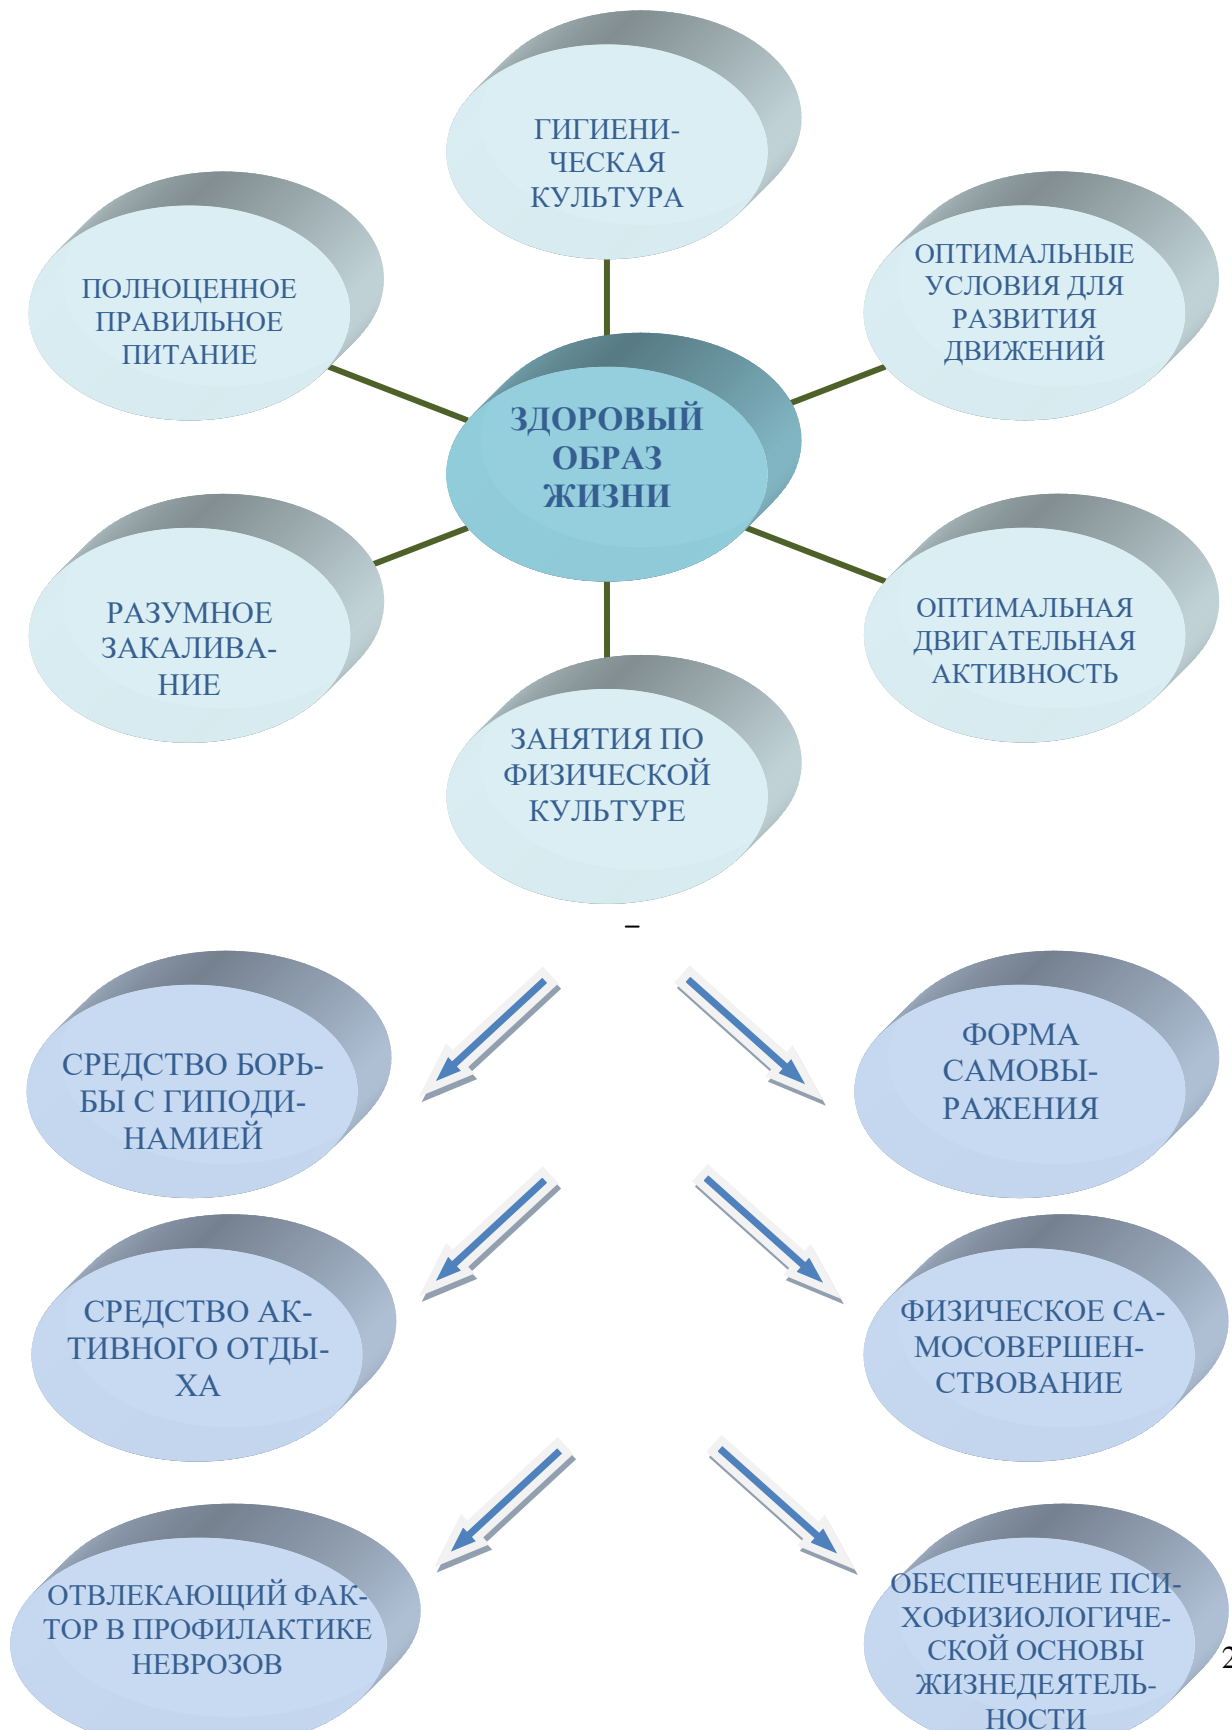 ГИГИЕНИ-
ЧЕСКАЯ
КУЛЬТУРА
ПОЛНОЦЕННОЕ
ПРАВИЛЬНОЕ
ПИТАНИЕ
ОПТИМАЛЬНЫЕ
УСЛОВИЯ ДЛЯ
РАЗВИТИЯ
ДВИЖЕНИЙ
ЗДОРОВЫЙ
ОБРАЗ
ЖИЗНИ
РАЗУМНОЕ
ЗАКАЛИВА-
НИЕ
ОПТИМАЛЬНАЯ
ДВИГАТЕЛЬНАЯ
АКТИВНОСТЬ
ЗАНЯТИЯ ПО
ФИЗИЧЕСКОЙ
КУЛЬТУРЕ
–
СРЕДСТВО БОРЬ-
БЫ С ГИПОДИ-
НАМИЕЙ
ФОРМА
САМОВЫ-
РАЖЕНИЯ
СРЕДСТВО АК-
ТИВНОГО ОТДЫ-
ХА
ФИЗИЧЕСКОЕ СА-
МОСОВЕРШЕН-
СТВОВАНИЕ
ОТВЛЕКАЮЩИЙ ФАК-
ТОР В ПРОФИЛАКТИКЕ
НЕВРОЗОВ
ОБЕСПЕЧЕНИЕ ПСИ-
ХОФИЗИОЛОГИЧЕ-
СКОЙ ОСНОВЫ
ЖИЗНЕДЕЯТЕЛЬ-
НОСТИ
2